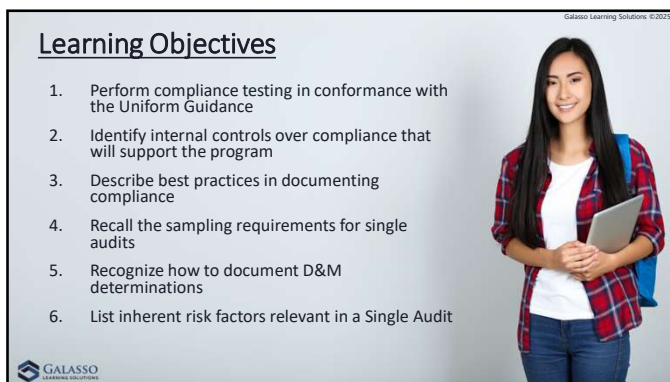 Galasso Learning Solutions ©2025
Learning Objectives
1. Perform compliance testing in conformance with
the Uniform Guidance
2. Identify internal controls over compliance that
will support the program
3. Describe best practices in documenting
compliance
4. Recall the sampling requirements for single
audits
5. Recognize how to document D&M
determinations
6. List inherent risk factors relevant in a Single Audit
GALASSO
LEARNING SOLUTIONS